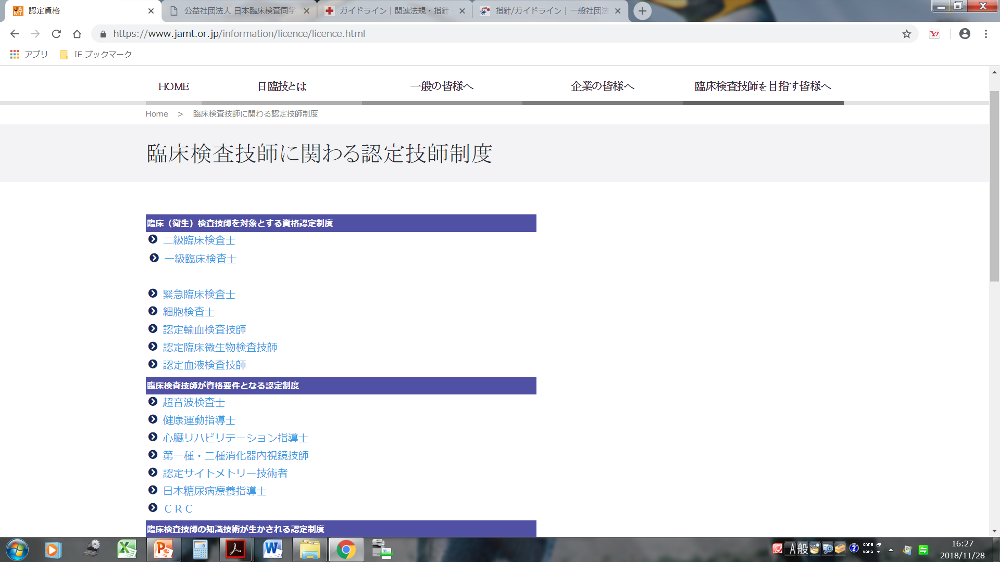 認定資格
公益社団法人 日本臨床検査同学
ガイドライン | 関連法規・指針
指針/ガイドライン | 一般社団法
https://www.jamt.or.jp/information/licence/licence.html
アプリ
IE ブックマーク
HOME 日臨技とは 一般の皆様へ 企業の皆様へ 臨床検査技師を目指す皆様へ
Home > 臨床検査技師に関わる認定技師制度
臨床検査技師に関わる認定技師制度
臨床（衛生）検査技師を対象とする資格認定制度
二級臨床検査士
一級臨床検査士
緊急臨床検査士
細胞検査士
認定輸血検査技師
認定臨床微生物検査技師
認定血液検査技師
臨床検査技師が資格要件となる認定制度
超音波検査士
健康運動指導士
心臓リハビリテーション指導士
第一種・二種消化器内視鏡技師
認定サイトメトリー技術者
日本糖尿病療養指導士
ＣＲＣ
臨床検査技師の知識技術が生かされる認定制度
A 般
CAPS
KANA
16:27
2018/11/28